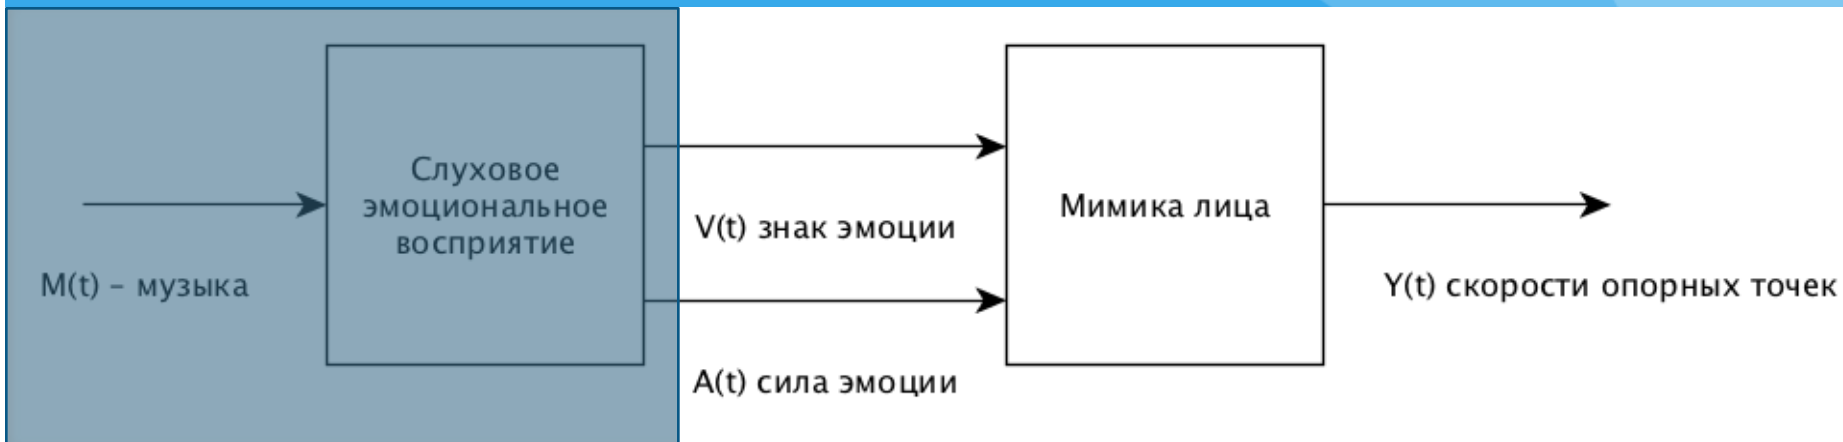 Слуховое
эмоциональное
восприятие
M(t) – музыка
V(t) знак эмоции
A(t) сила эмоции
Мимика лица
Y(t) скорости опорных точек